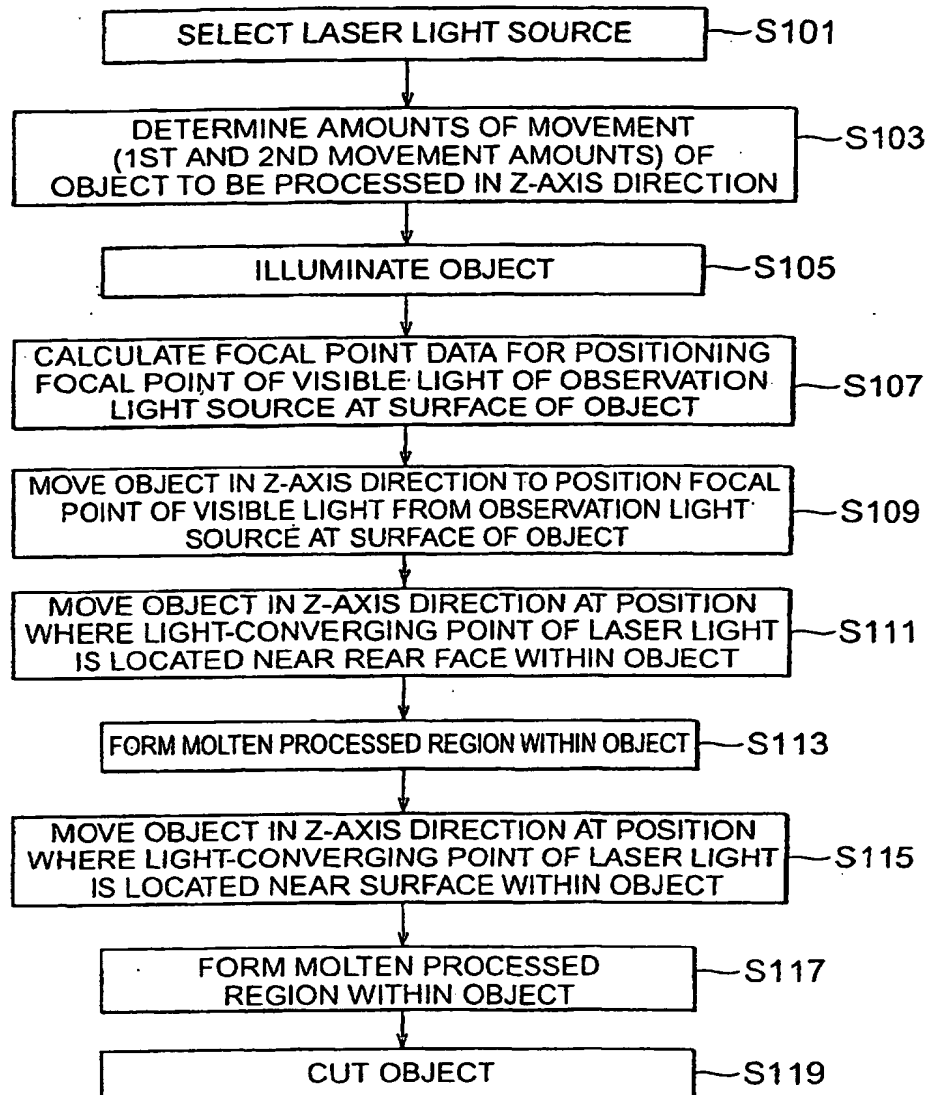 SELECT LASER LIGHT SOURCE
S101
DETERMINE AMOUNTS OF MOVEMENT
(1ST AND 2ND MOVEMENT AMOUNTS) OF
OBJECT TO BE PROCESSED IN Z-AXIS DIRECTION
S103
ILLUMINATE OBJECT
S105
CALCULATE FOCAL POINT DATA FOR POSITIONING
FOCAL POINT OF VISIBLE LIGHT OF OBSERVATION
LIGHT SOURCE AT SURFACE OF OBJECT
S107
MOVE OBJECT IN Z-AXIS DIRECTION TO POSITION FOCAL
POINT OF VISIBLE LIGHT FROM OBSERVATION LIGHT
SOURCE AT SURFACE OF OBJECT
S109
MOVE OBJECT IN Z-AXIS DIRECTION AT POSITION
WHERE LIGHT-CONVERGING POINT OF LASER LIGHT
IS LOCATED NEAR REAR FACE WITHIN OBJECT
S111
FORM MOLTEN PROCESSED REGION WITHIN OBJECT
S113
MOVE OBJECT IN Z-AXIS DIRECTION AT POSITION
WHERE LIGHT-CONVERGING POINT OF LASER LIGHT
IS LOCATED NEAR SURFACE WITHIN OBJECT
S115
FORM MOLTEN PROCESSED
REGION WITHIN OBJECT
S117
CUT OBJECT
S119